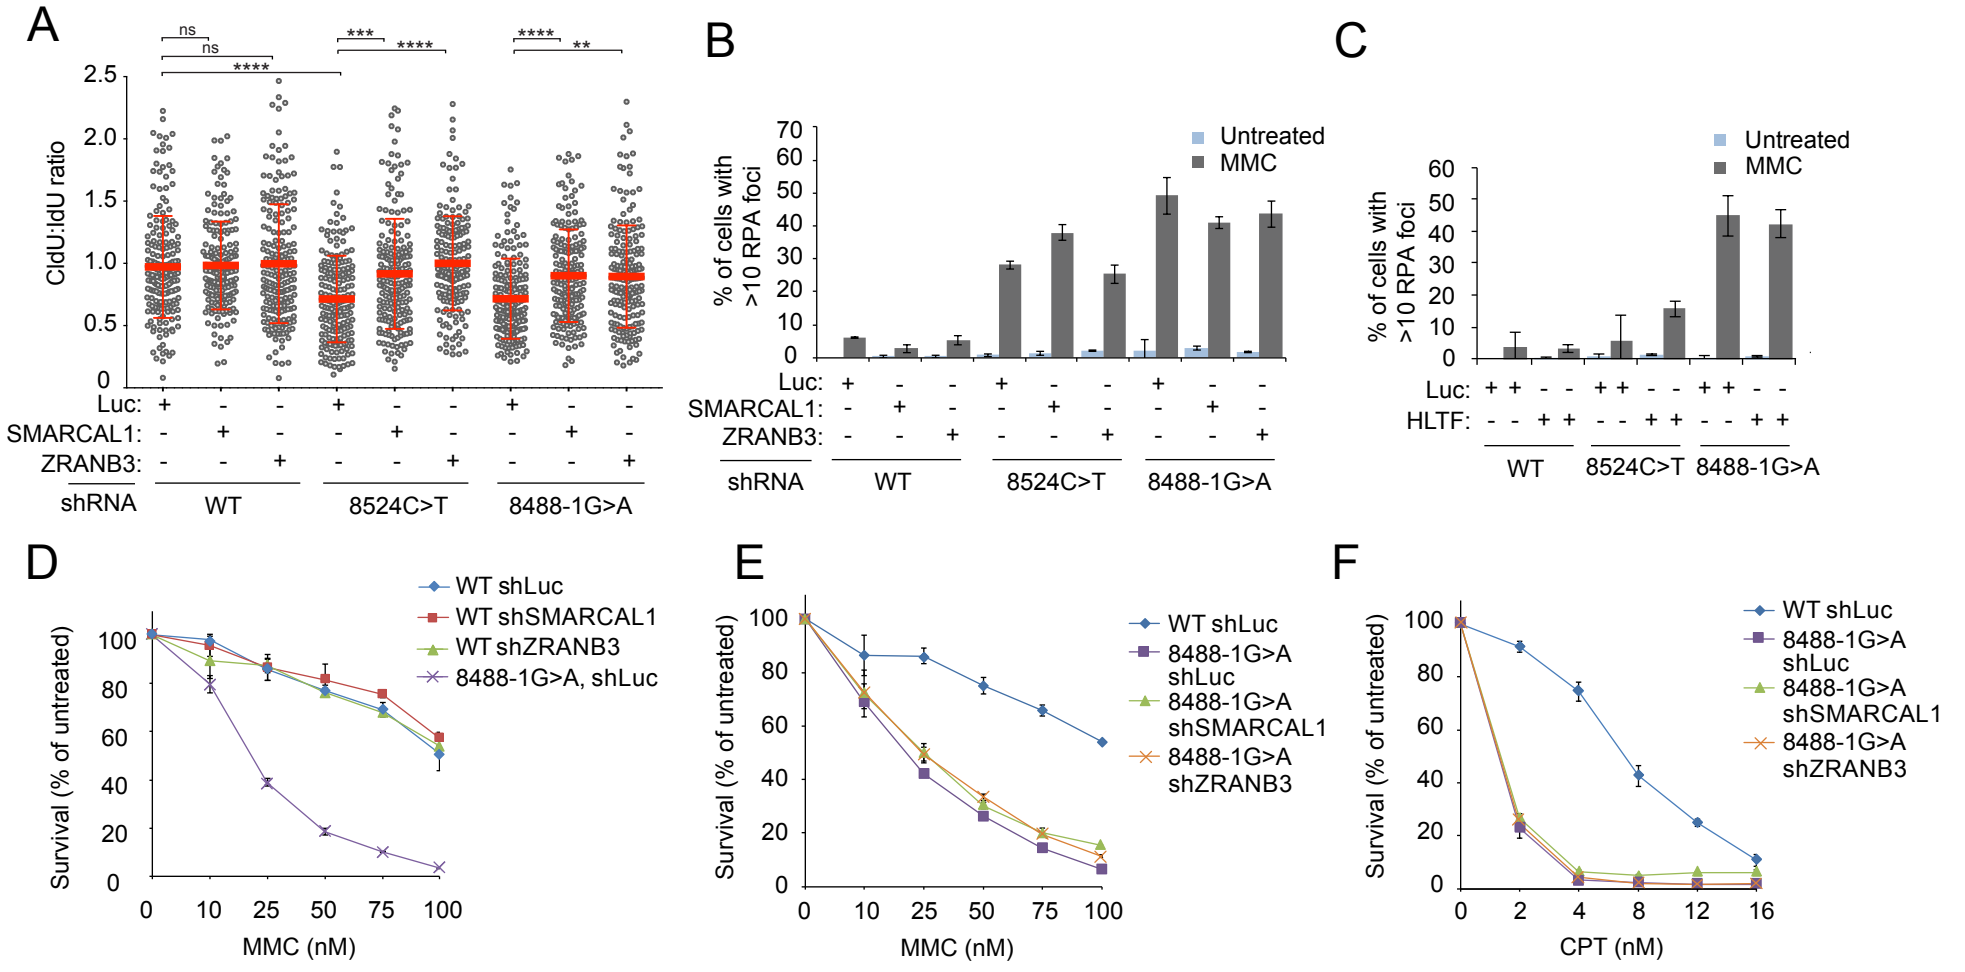 A
ns
ns
****
***
****
****
**
CldU:IdU ratio
2.5
2.0
1.5
1.0
0.5
0
Luc: + - - + - - + - -
SMARCAL1: - + - - + - - + -
ZRANB3: - - + - - + - - +
shRNA WT 8524C>T 8488-1G>A
B
% of cells with
>10 RPA foci
70
60
50
40
30
20
10
0
Untreated
MMC
Luc: + - - + - - + - -
SMARCAL1: - + - - + - - + -
ZRANB3: - - + - - + - - +
shRNA WT 8524C>T 8488-1G>A
C
% of cells with
>10 RPA foci
60
50
40
30
20
10
0
Untreated
MMC
Luc: + + - - + + - - + + - -
HLTF: - - + + - - + + - - + +
WT 8524C>T 8488-1G>A
D
Survival (% of untreated)
100
80
60
40
20
0
0 10 25 50 75 100
MMC (nM)
WT shLuc
WT shSMARCAL1
WT shZRANB3
8488-1G>A, shLuc
E
Survival (% of untreated)
100
80
60
40
20
0
0 10 25 50 75 100
MMC (nM)
WT shLuc
8488-1G>A
shLuc
8488-1G>A
shSMARCAL1
8488-1G>A
shZRANB3
F
Survival (% of untreated)
100
80
60
40
20
0
0 2 4 8 12 16
CPT (nM)
WT shLuc
8488-1G>A
shLuc
8488-1G>A
shSMARCAL1
8488-1G>A
shZRANB3